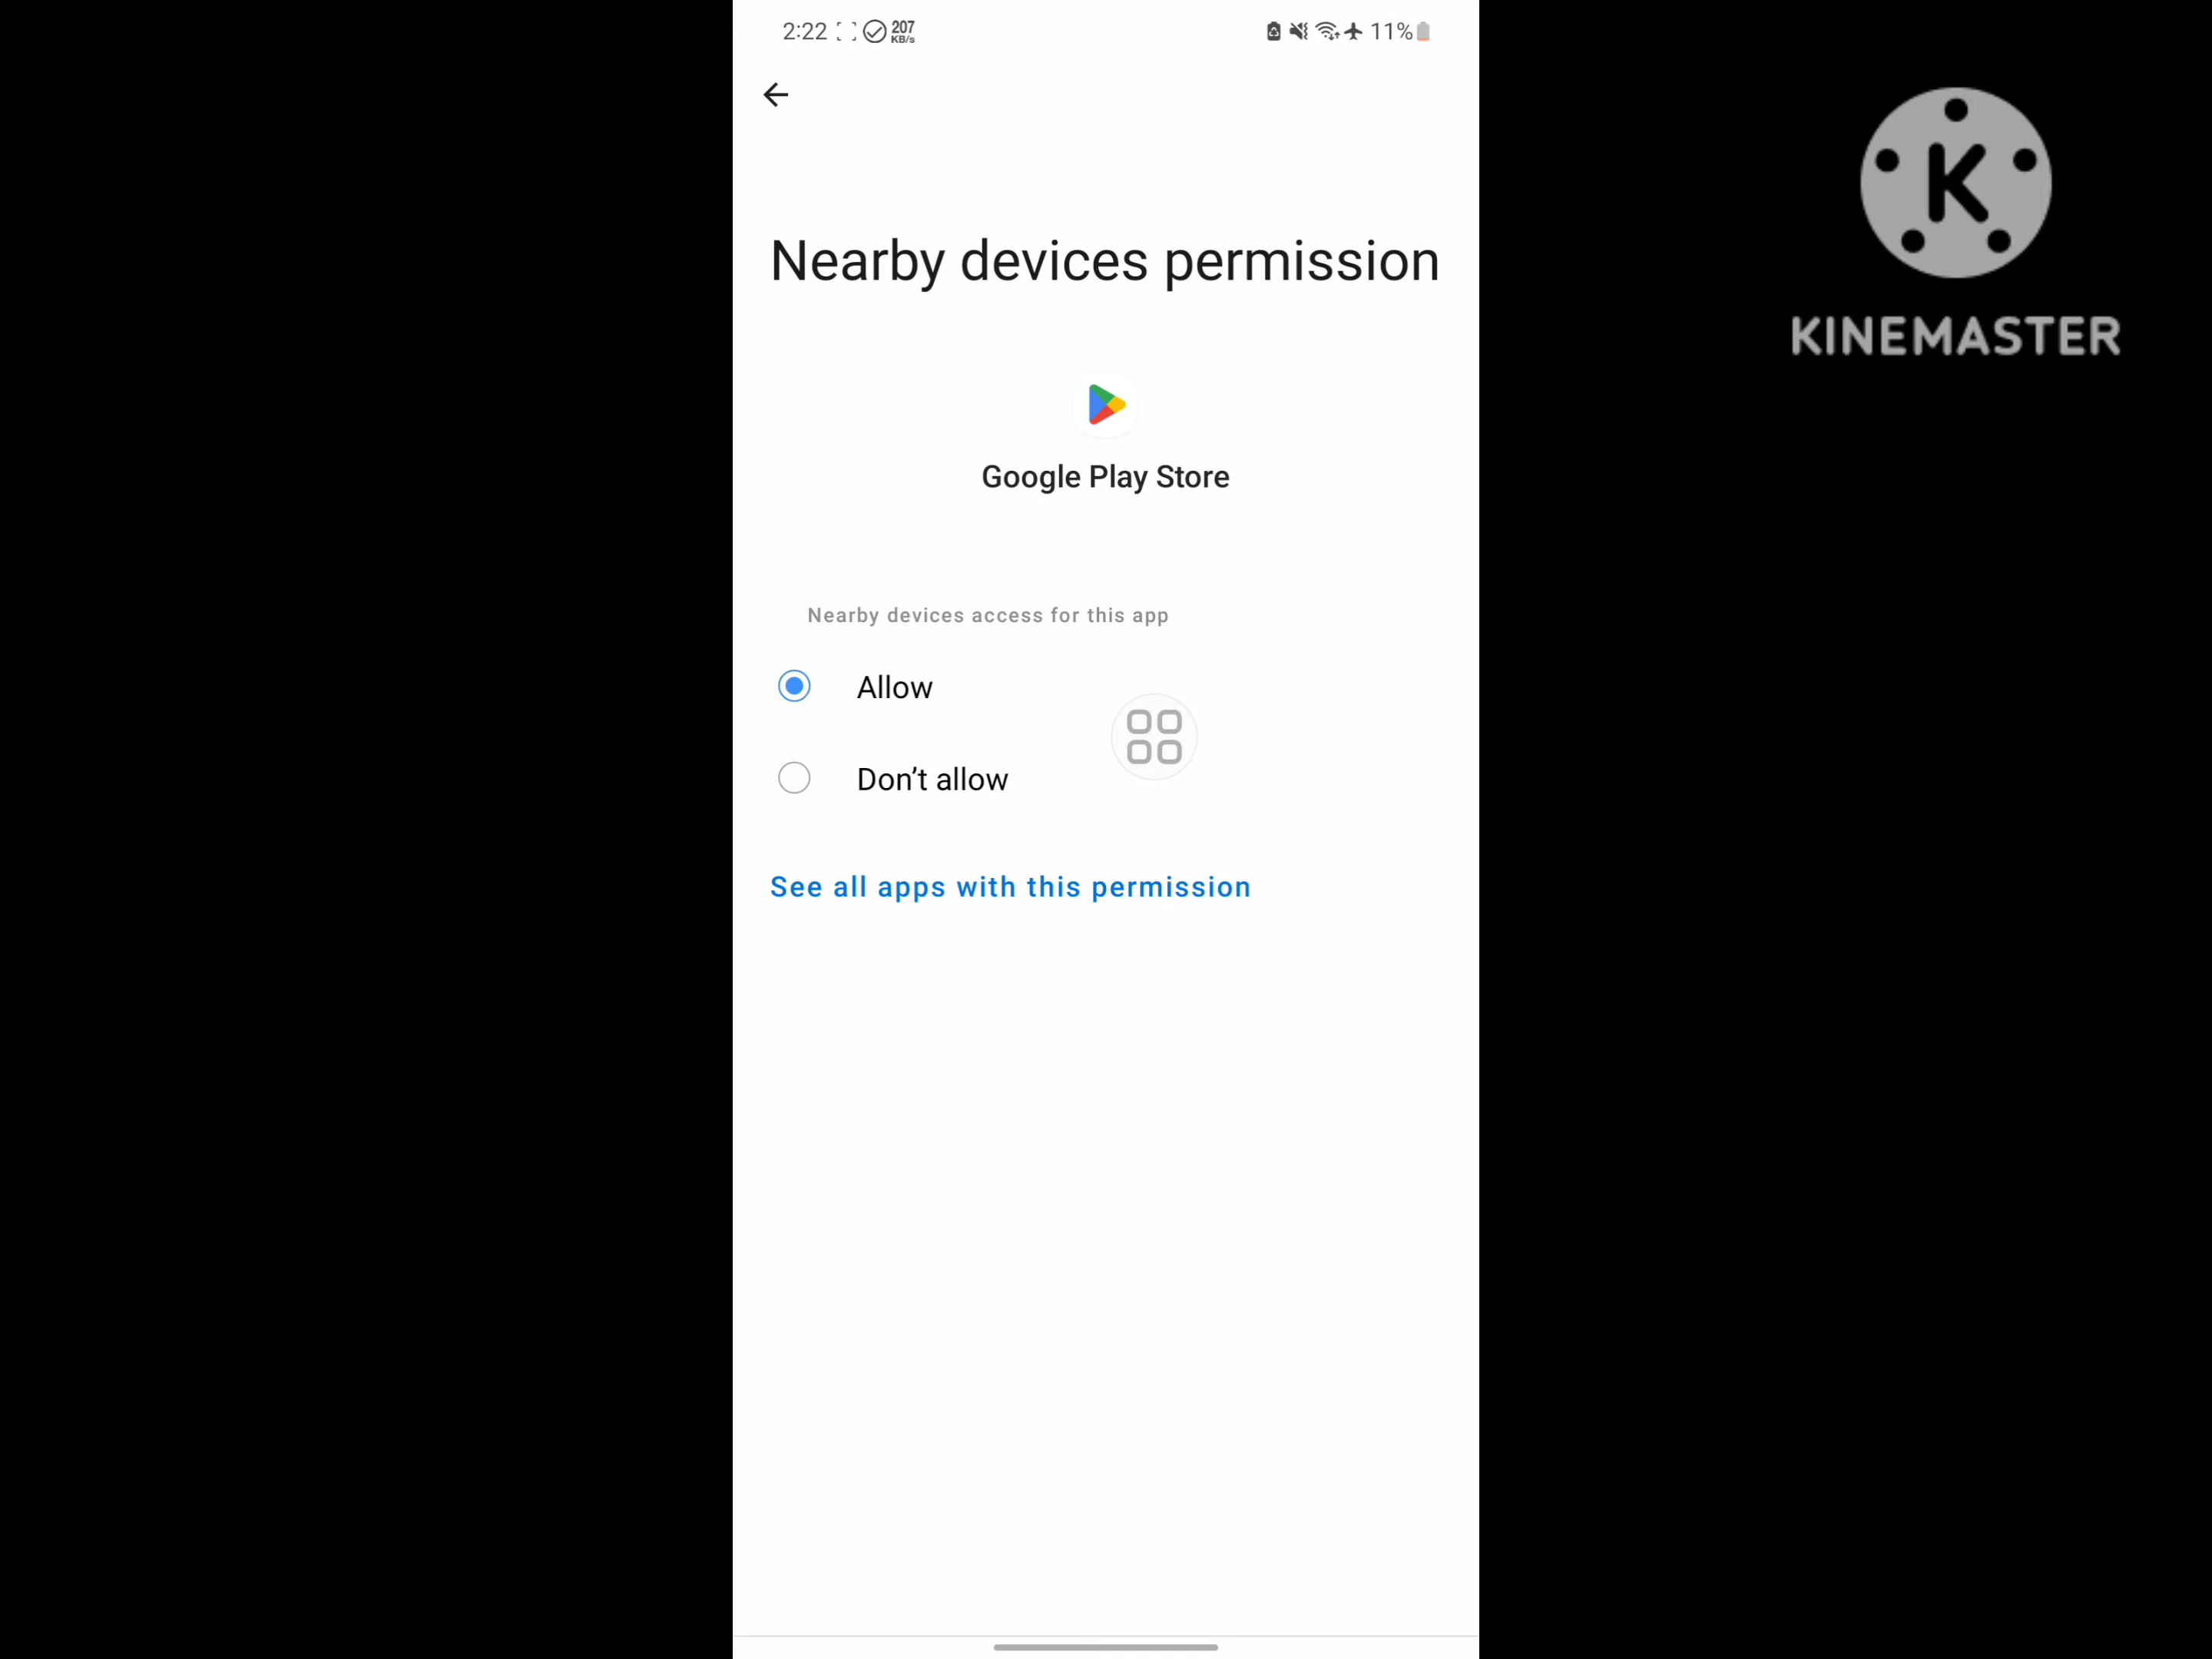 2:22 207 KB/s 11%
Nearby devices permission
Google Play Store
Nearby devices access for this app
Allow
Don’t allow
See all apps with this permission
K
KINEMASTER